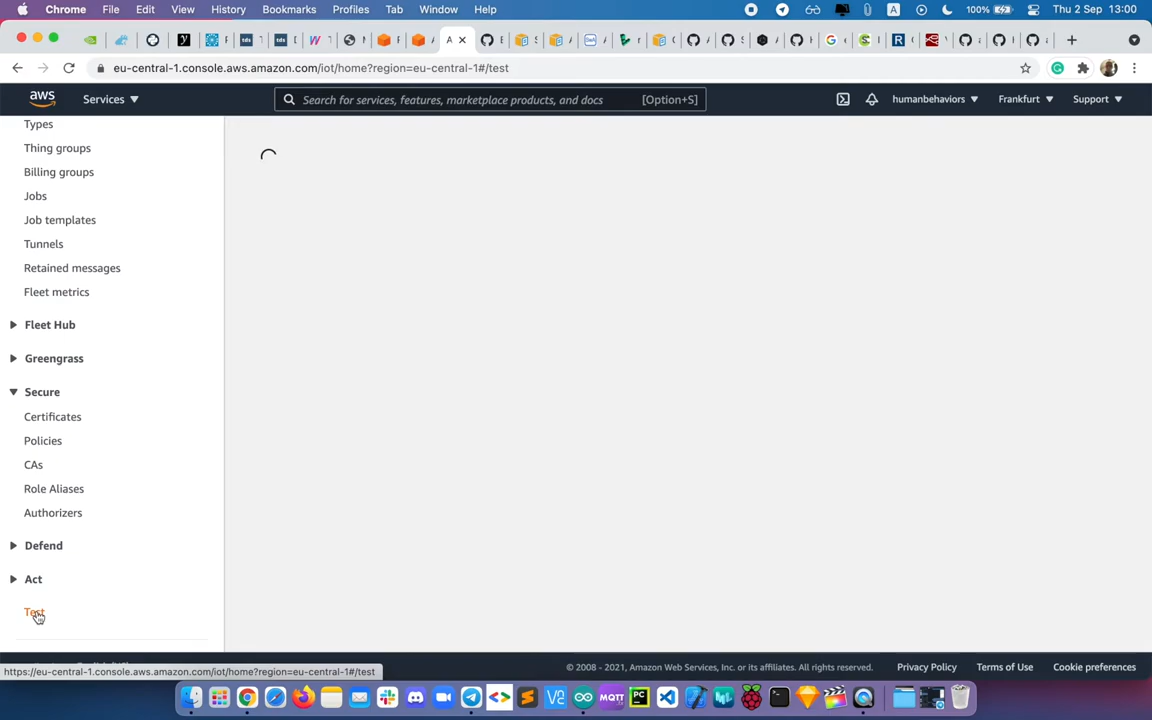 Chrome File Edit View History Bookmarks Profiles Tab Window Help A 100% Thu 2 Sep 13:00
eu-central-1.console.aws.amazon.com/iot/home?region=eu-central-1#/test
aws Services Search for services, features, marketplace products, and docs [Option+S] humanbehaviors Frankfurt Support
Types
Thing groups
Billing groups
Jobs
Job templates
Tunnels
Retained messages
Fleet metrics
Fleet Hub
Greengrass
Secure
Certificates
Policies
CAs
Role Aliases
Authorizers
Defend
Act
Test
https://eu-central-1.console.aws.amazon.com/iot/home?region=eu-central-1#/test
© 2008 - 2021, Amazon Web Services, Inc. or its affiliates. All rights reserved. Privacy Policy Terms of Use Cookie preferences